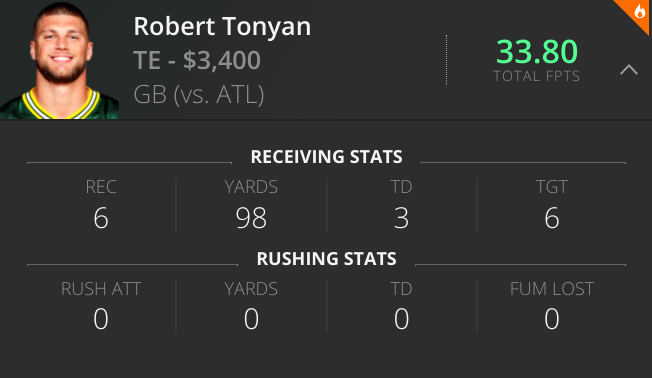 Robert Tonyan
TE - $3,400
GB (vs. ATL)
33.80
TOTAL FPTS
RECEIVING STATS
REC YARDS TD TGT
6 98 3 6
RUSHING STATS
RUSH ATT YARDS TD FUM LOST
0 0 0 0